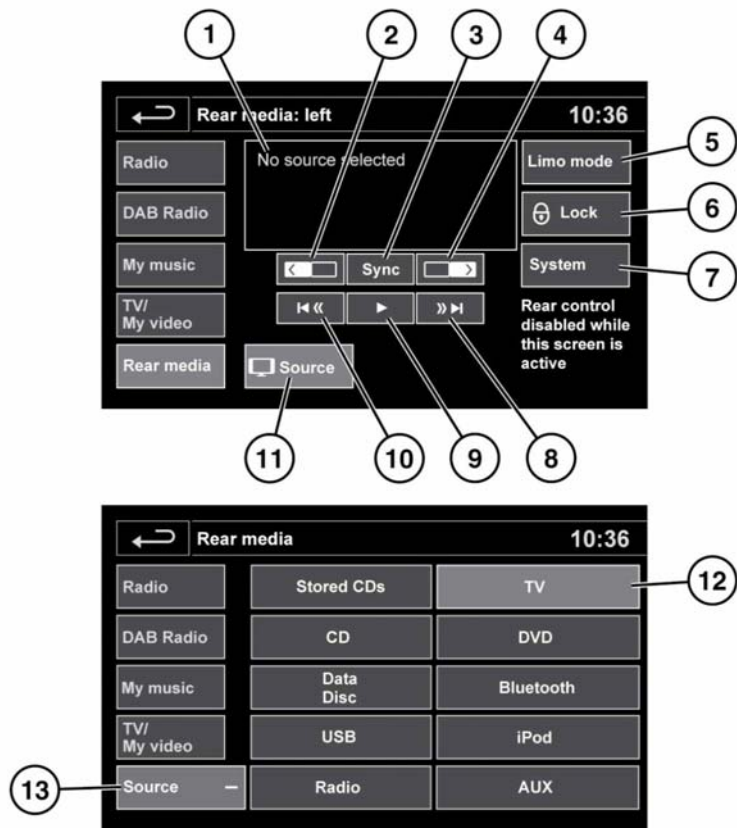 1
2
3
4
Rear media: left
10:36
5
Radio
No source selected
Limo mode
6
DAB Radio
Lock
My music
Sync
System
7
TV/
My video
Rear control
disabled while
this screen is
active
Rear media
Source
11
10
9
8
Rear media
10:36
Radio
Stored CDs
TV
12
DAB Radio
CD
DVD
My music
Data
Disc
Bluetooth
TV/
My video
USB
iPod
13
Source –
Radio
AUX